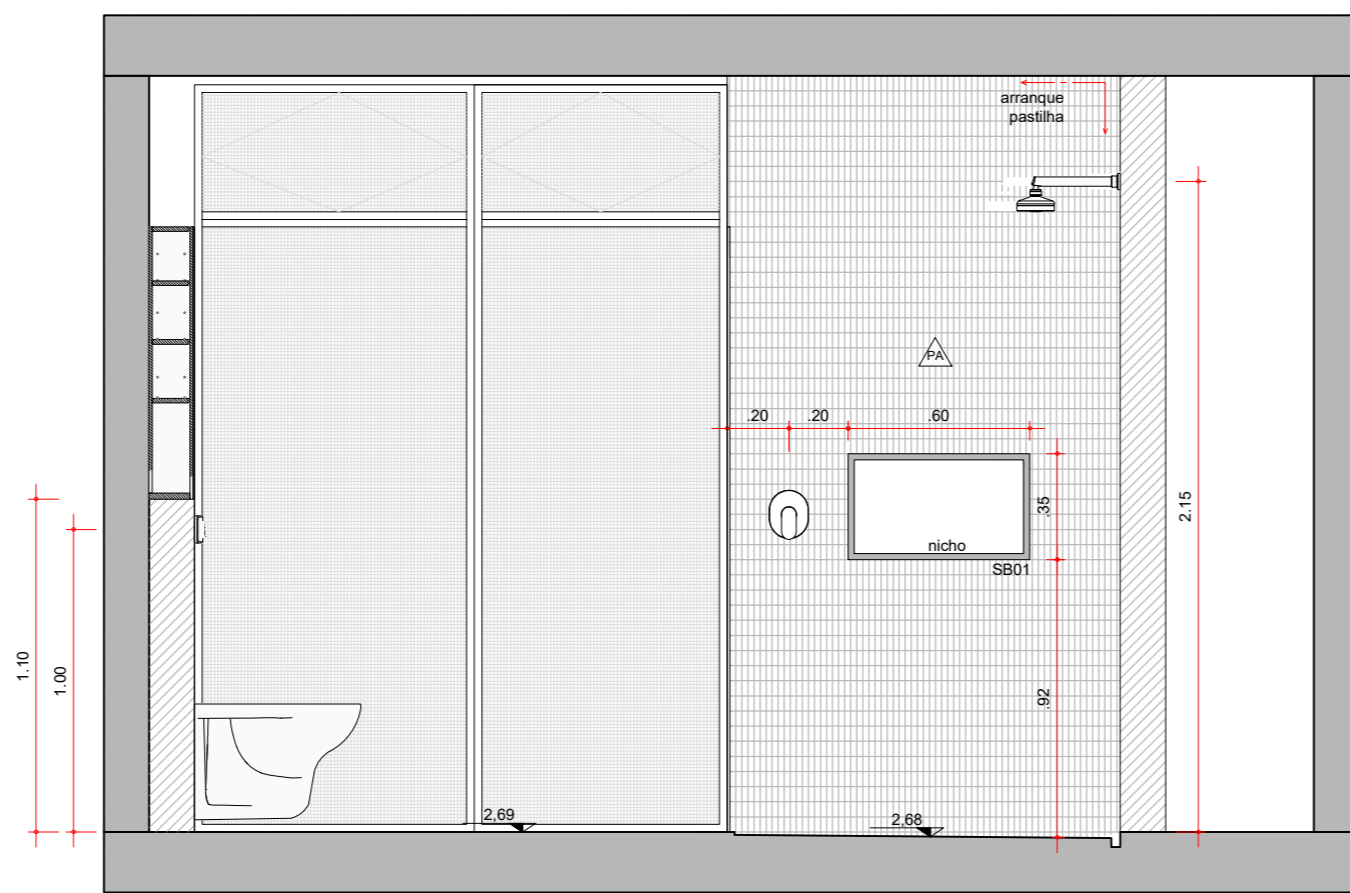 arranque
pastilha
PA
.20
.20
.60
.35
nicho
SB01
2.15
1.10
1.00
.92
2,69
2,68